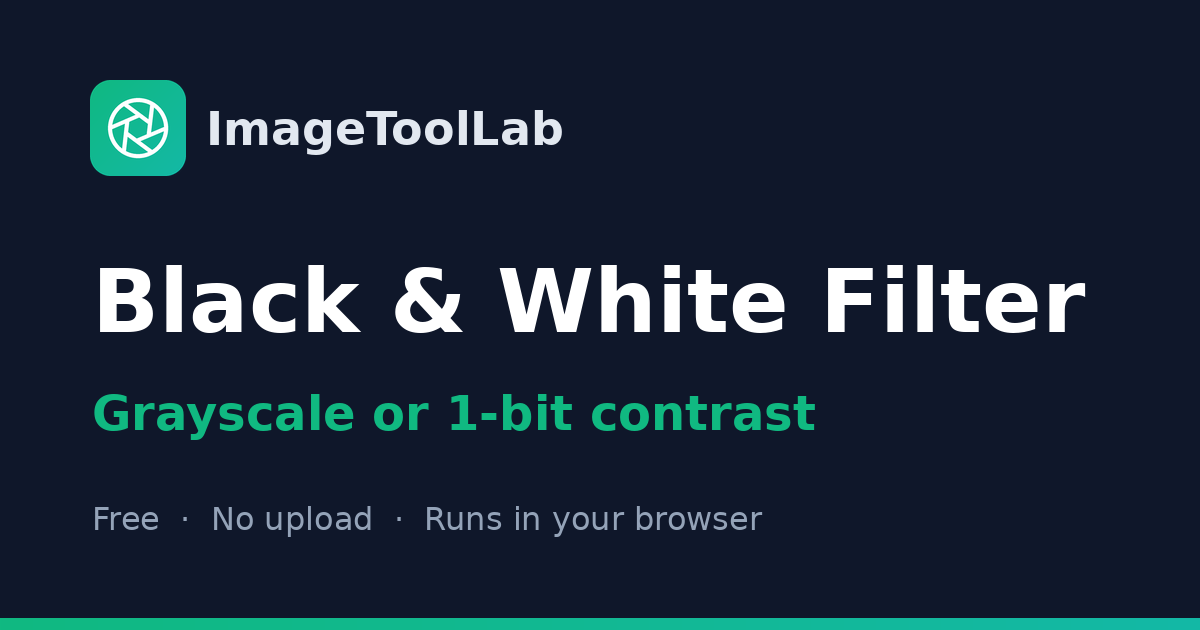 ImageToolLab
Black & White Filter
Grayscale or 1-bit contrast
Free · No upload · Runs in your browser